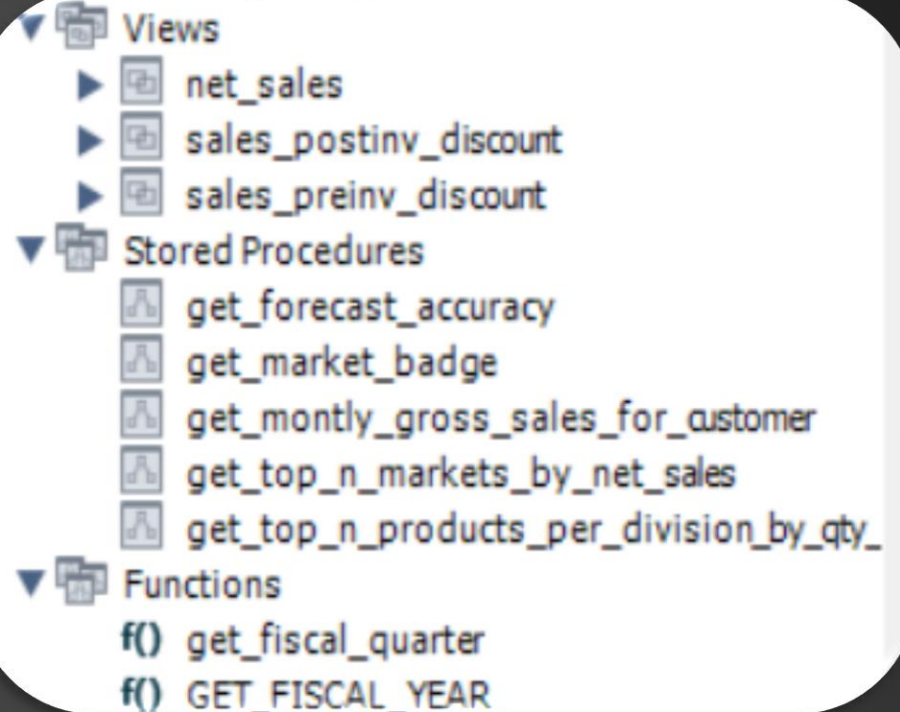 Views
net_sales
sales_postinv_discount
sales_preinv_discount
Stored Procedures
get_forecast_accuracy
get_market_badge
get_montly_gross_sales_for_customer
get_top_n_markets_by_net_sales
get_top_n_products_per_division_by_qty_
Functions
f() get_fiscal_quarter
f() GET_FISCAL_YEAR